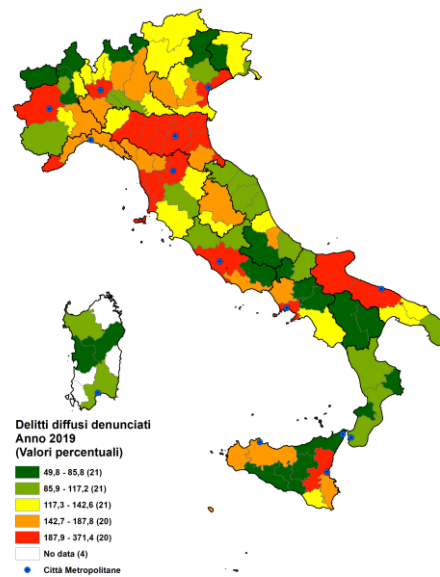 Delitti diffusi denunciati
Anno 2019
(Valori percentuali)
49,8 - 85,8 (21)
85,9 - 117,2 (21)
117,3 - 142,6 (21)
142,7 - 187,8 (20)
187,9 - 371,4 (20)
No data (4)
Città Metropolitane